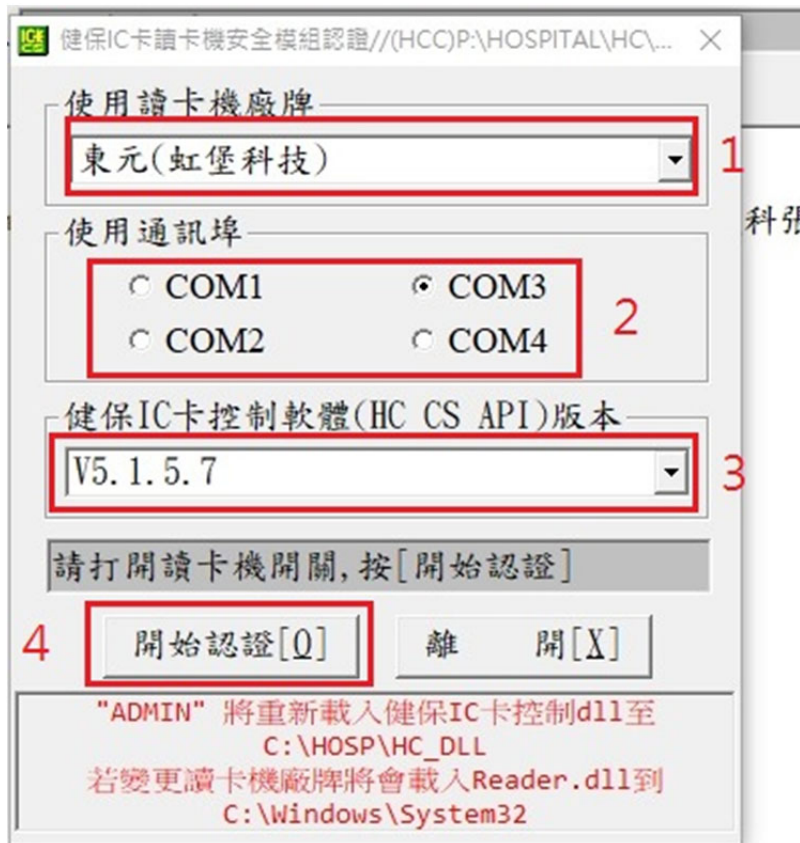 健保IC卡讀卡機安全模組認證//(HCC)P:\HOSPITAL\HC\...
使用讀卡機廠牌
東元(虹堡科技)
1
科張
使用通訊埠
COM1 COM3
COM2 COM4
2
健保IC卡控制軟體(HC CS API)版本
V5.1.5.7
3
請打開讀卡機開關,按[開始認證]
4
開始認證[O] 離 開[X]
"ADMIN" 將重新載入健保IC卡控制dll至
C:\HOSP\HC_DLL
若變更讀卡機廠牌將會載入Reader.dll到
C:\Windows\System32